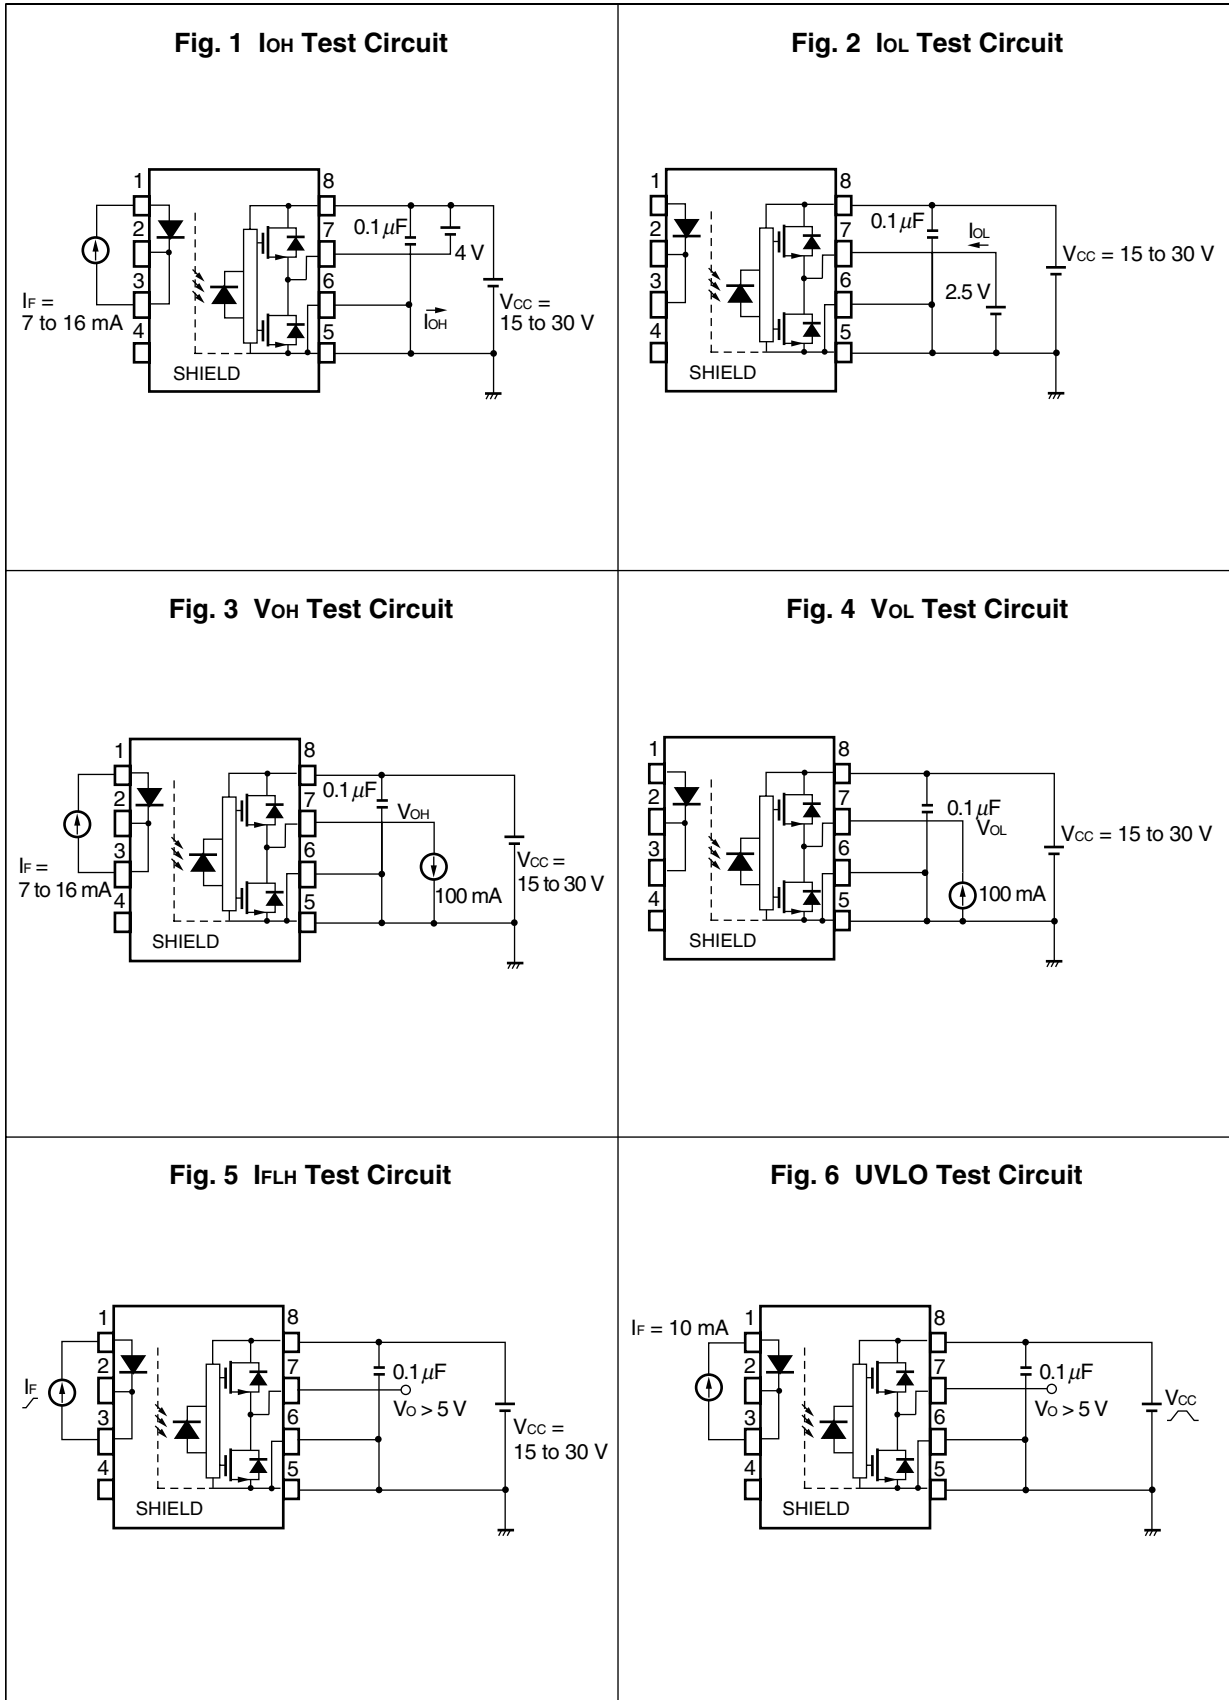 Fig. 1 IOH Test Circuit
1
8
2
0.1 µF
7
4 V
3
6
IF =
7 to 16 mA
IOH
VCC =
15 to 30 V
4
5
SHIELD
Fig. 2 IOL Test Circuit
1
8
2
0.1 µF
7
IOL
VCC = 15 to 30 V
3
6
2.5 V
4
5
SHIELD
Fig. 3 VOH Test Circuit
1
8
2
0.1 µF
7
VOH
3
6
IF =
7 to 16 mA
VCC =
15 to 30 V
100 mA
4
5
SHIELD
Fig. 4 VOL Test Circuit
1
8
2
7
0.1 µF
VOL
VCC = 15 to 30 V
3
6
100 mA
4
5
SHIELD
Fig. 5 IFLH Test Circuit
1
8
2
7
0.1 µF
IF
VO > 5 V
3
6
VCC =
15 to 30 V
4
5
SHIELD
Fig. 6 UVLO Test Circuit
1
8
IF = 10 mA
2
7
0.1 µF
VO > 5 V
VCC
3
6
4
5
SHIELD